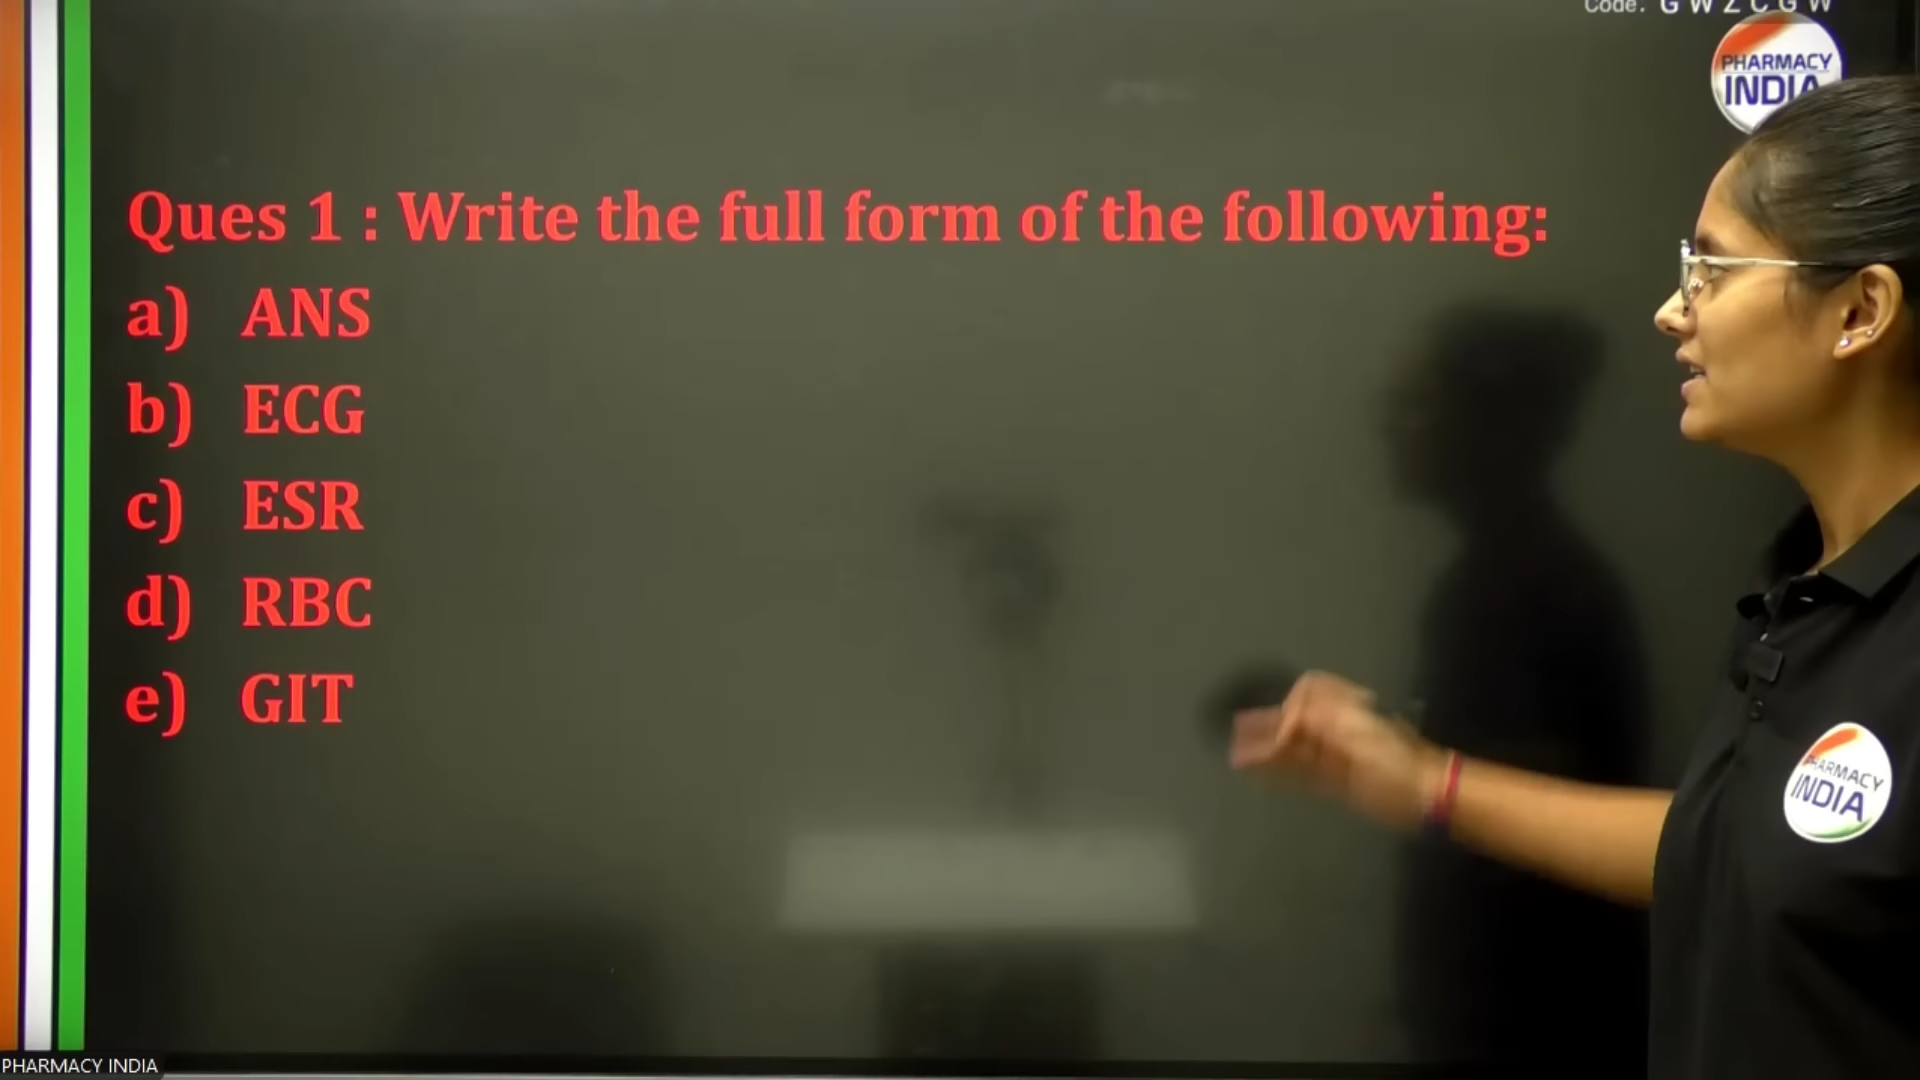 Code: G W Z C G W
PHARMACY
INDIA
Ques 1 : Write the full form of the following:
a) ANS
b) ECG
c) ESR
d) RBC
e) GIT
PHARMACY
INDIA
PHARMACY INDIA